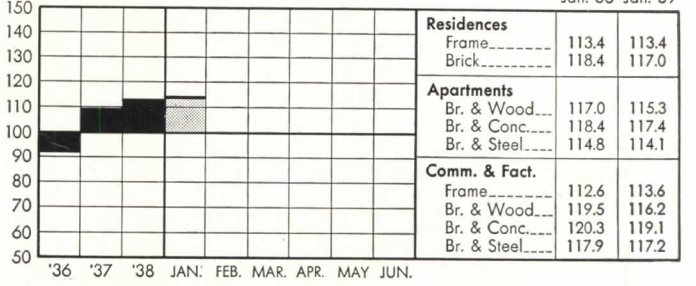 Jan. Jan.
150
140
130
120
110
100
90
80
70
60
50
'36 '37 '38 JAN. FEB. MAR. APR. MAY JUN.
Residences
Frame 113.4 113.4
Brick 118.4 117.0
Apartments
Br. & Wood 117.0 115.3
Br. & Conc. 118.4 117.4
Br. & Steel 114.8 114.1
Comm. & Fact.
Frame 112.6 113.6
Br. & Wood 119.5 116.2
Br. & Conc. 120.3 119.1
Br. & Steel 117.9 117.2